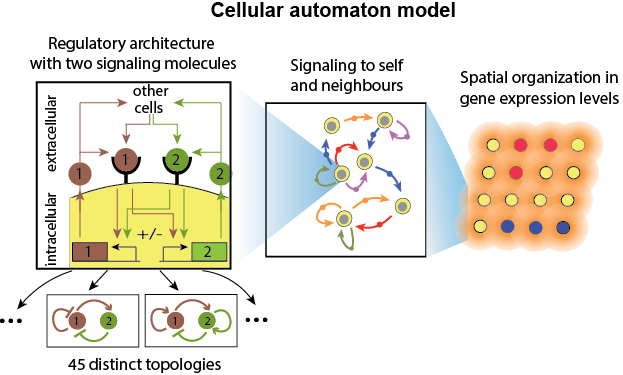 Cellular automaton model
Regulatory architecture
with two signaling molecules
Signaling to self
and neighbours
Spatial organization in
gene expression levels
extracellular
intracellular
other
cells
1
2
1
2
+/-
1
2
...
1
2
1
2
...
45 distinct topologies